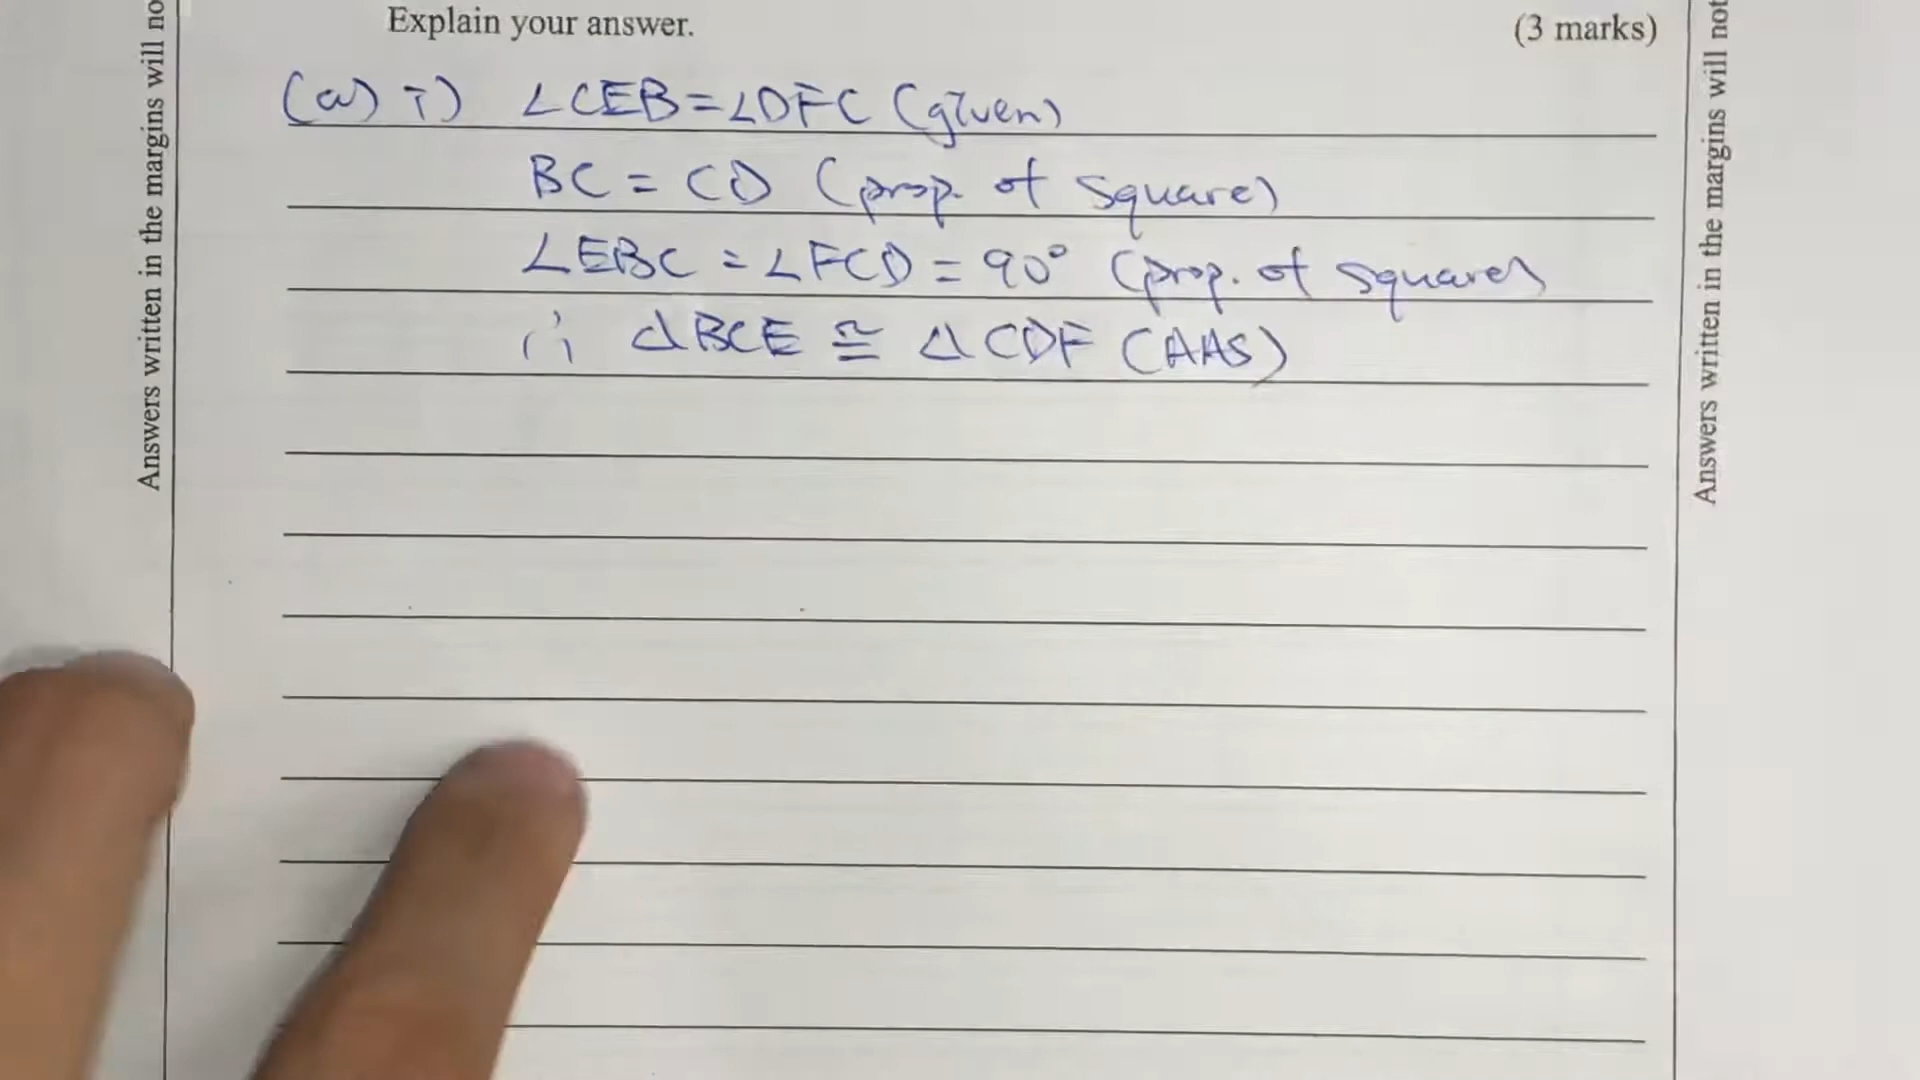 Explain your answer. (3 marks)
(a) i) ∠CEB = ∠DFC (given)
BC = CD (prop. of square)
∠EBC = ∠FCD = 90° (prop. of square)
∴ △BCE ≅ △CDF (AAS)
Answers written in the margins will no
Answers written in the margins will not